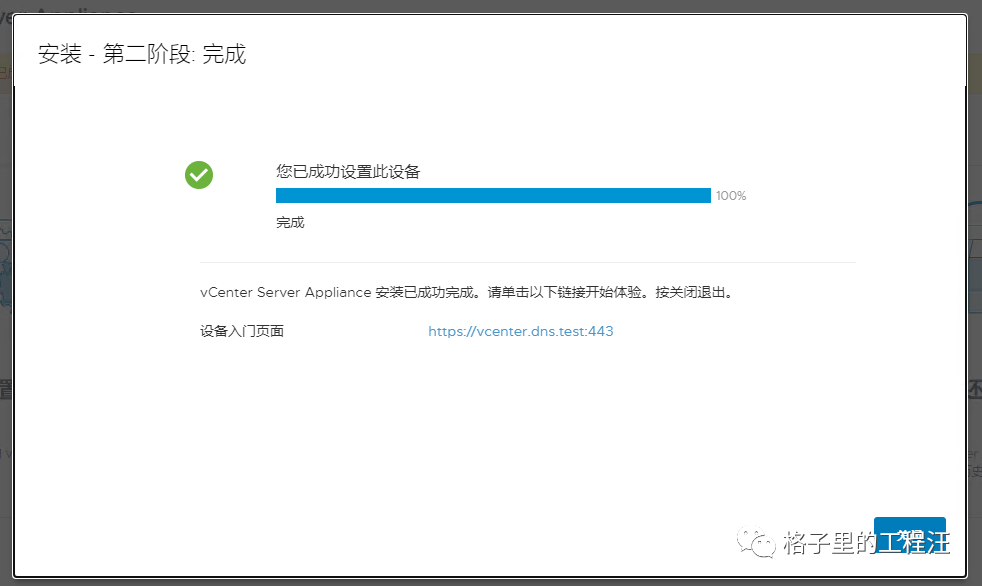 安装 - 第二阶段: 完成
您已成功设置此设备
100%
完成
vCenter Server Appliance 安装已成功完成。请单击以下链接开始体验。按关闭退出。
设备入门页面 https://vcenter.dns.test:443
格子里的工程汪